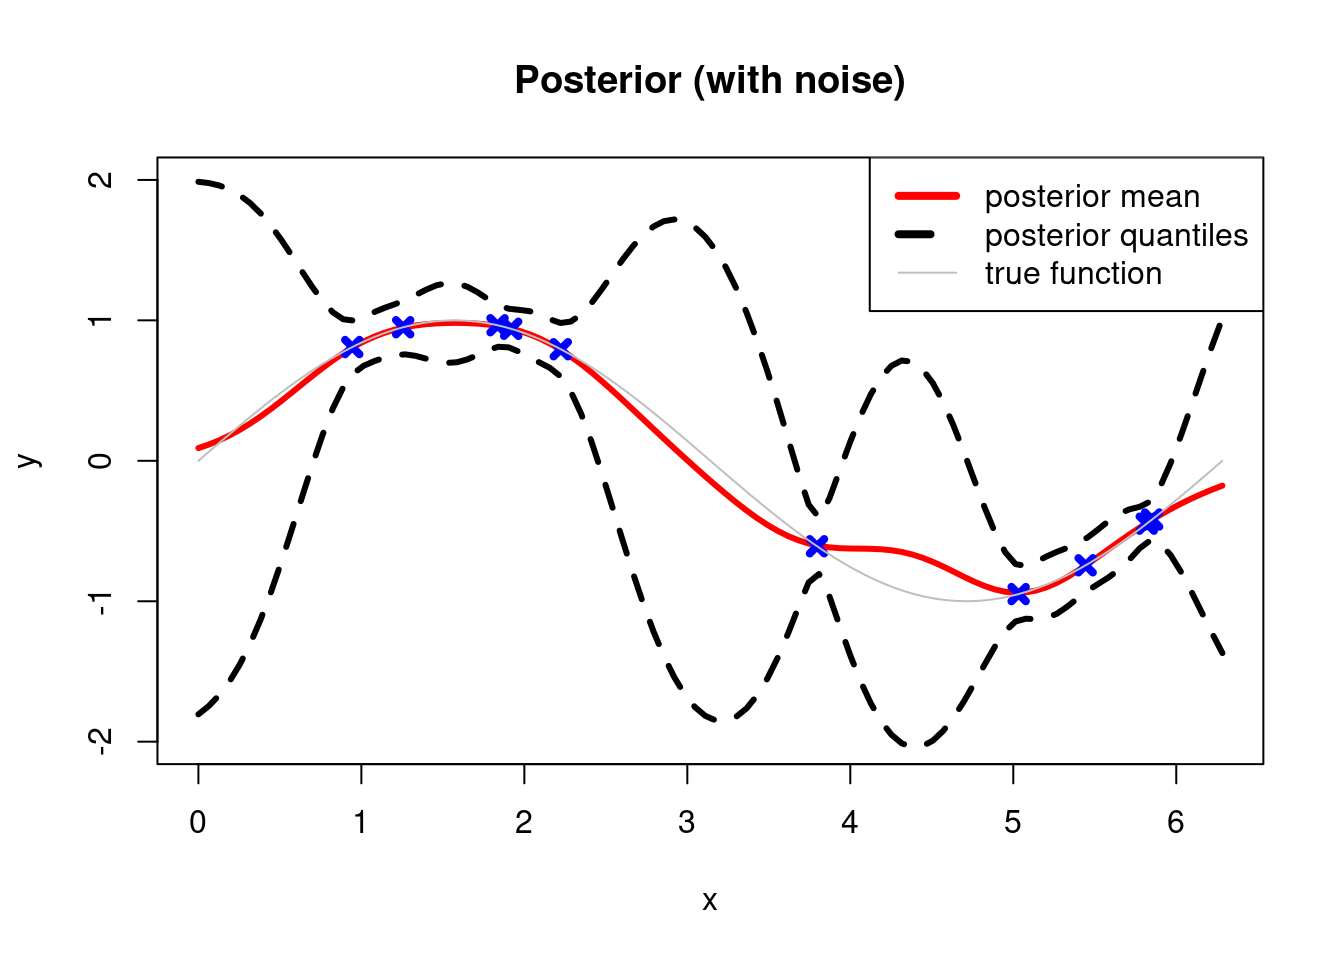 Posterior (with noise)
posterior mean
posterior quantiles
true function
y
2
1
0
-1
-2
0 1 2 3 4 5 6
x